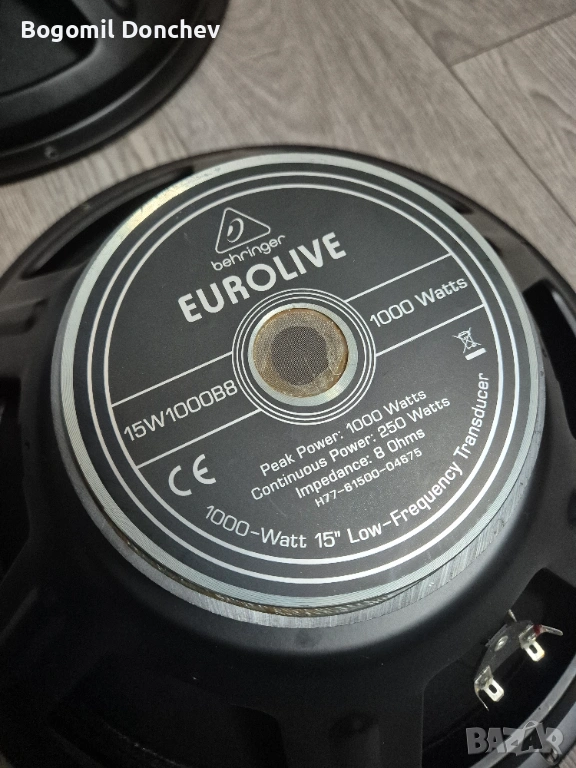 Bogomil Donchev
behringer
EUROLIVE
15W1000B8
1000 Watts
Peak Power: 1000 Watts
Continuous Power: 250 Watts
Impedance: 8 Ohms
H77-61500-04675
CE
1000-Watt 15" Low-Frequency Transducer
BAZAR